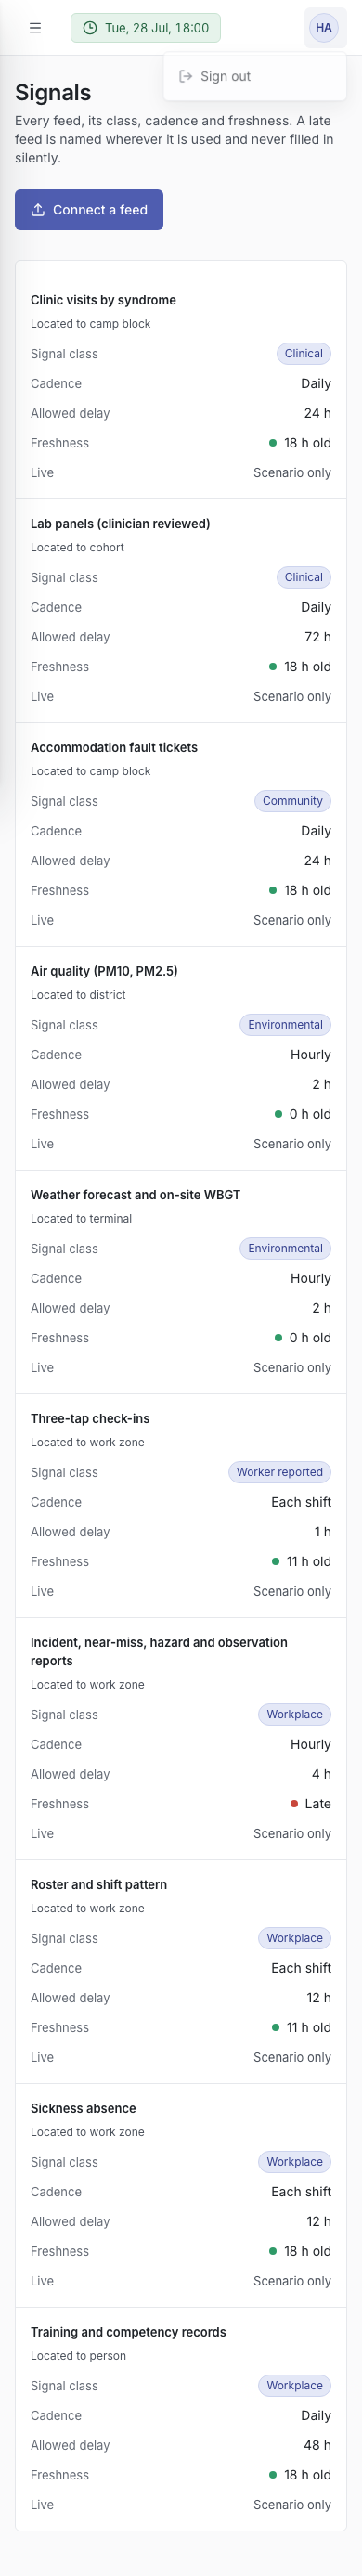 Tue, 28 Jul, 18:00
HA
Sign out
Signals
Every feed, its class, cadence and freshness. A late
feed is named wherever it is used and never filled in
silently.
Connect a feed
Clinic visits by syndrome
Located to camp block
Signal class Clinical
Cadence Daily
Allowed delay 24 h
Freshness 18 h old
Live Scenario only
Lab panels (clinician reviewed)
Located to cohort
Signal class Clinical
Cadence Daily
Allowed delay 72 h
Freshness 18 h old
Live Scenario only
Accommodation fault tickets
Located to camp block
Signal class Community
Cadence Daily
Allowed delay 24 h
Freshness 18 h old
Live Scenario only
Air quality (PM10, PM2.5)
Located to district
Signal class Environmental
Cadence Hourly
Allowed delay 2 h
Freshness 0 h old
Live Scenario only
Weather forecast and on-site WBGT
Located to terminal
Signal class Environmental
Cadence Hourly
Allowed delay 2 h
Freshness 0 h old
Live Scenario only
Three-tap check-ins
Located to work zone
Signal class Worker reported
Cadence Each shift
Allowed delay 1 h
Freshness 11 h old
Live Scenario only
Incident, near-miss, hazard and observation
reports
Located to work zone
Signal class Workplace
Cadence Hourly
Allowed delay 4 h
Freshness Late
Live Scenario only
Roster and shift pattern
Located to work zone
Signal class Workplace
Cadence Each shift
Allowed delay 12 h
Freshness 11 h old
Live Scenario only
Sickness absence
Located to work zone
Signal class Workplace
Cadence Each shift
Allowed delay 12 h
Freshness 18 h old
Live Scenario only
Training and competency records
Located to person
Signal class Workplace
Cadence Daily
Allowed delay 48 h
Freshness 18 h old
Live Scenario only